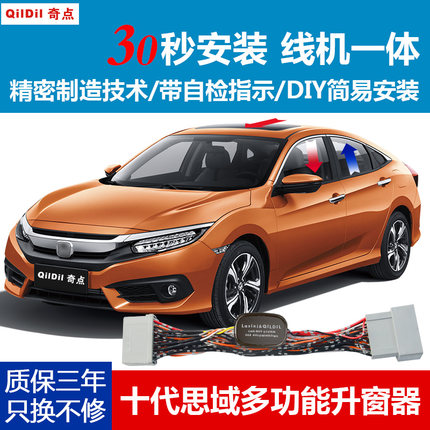 QilDil 奇点
30秒安装 线机一体
精密制造技术/带自检指示/DIY简易安装
QilDil 奇点
质保三年
只换不修
十代思域多功能升窗器